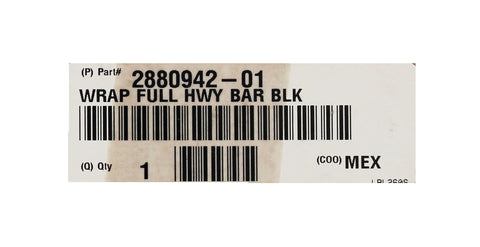 (P) Part# 2880942-01
WRAP FULL HWY BAR BLK
(Q) Qty 1 (COO) MEX